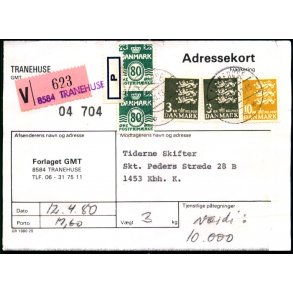 TRANEHUSE
GMT
Adressekort
V 623
8584 TRANEHUSE
P
04 704
DANMARK
80
DANMARK
80
3
DANMARK
3
DANMARK
10
DANMARK
Afsenderens navn og adresse
Modtagerens navn og adresse
Forlaget GMT
8584 TRANEHUSE
TLF. 06 - 31 75 11
Tiderne Skifter
Skt. Peders Stræde 28 B
1453 Kbh. K.
Dato
12.4.80
Vægt
3
kg
Tjenstlige påtegninger
Porto
17,60
Værdi:
10.000